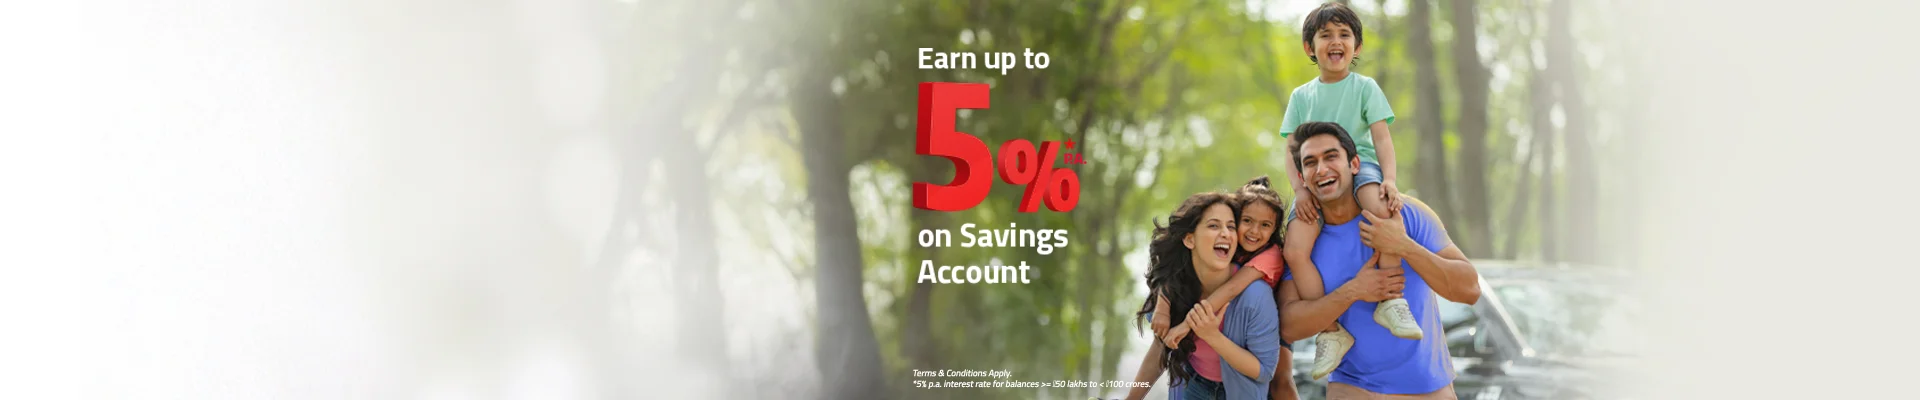 Earn up to
5%*
P.A.
on Savings
Account
Terms & Conditions Apply.
*5% p.a. interest rate for balances >= ₹50 lakhs to < ₹100 crores.